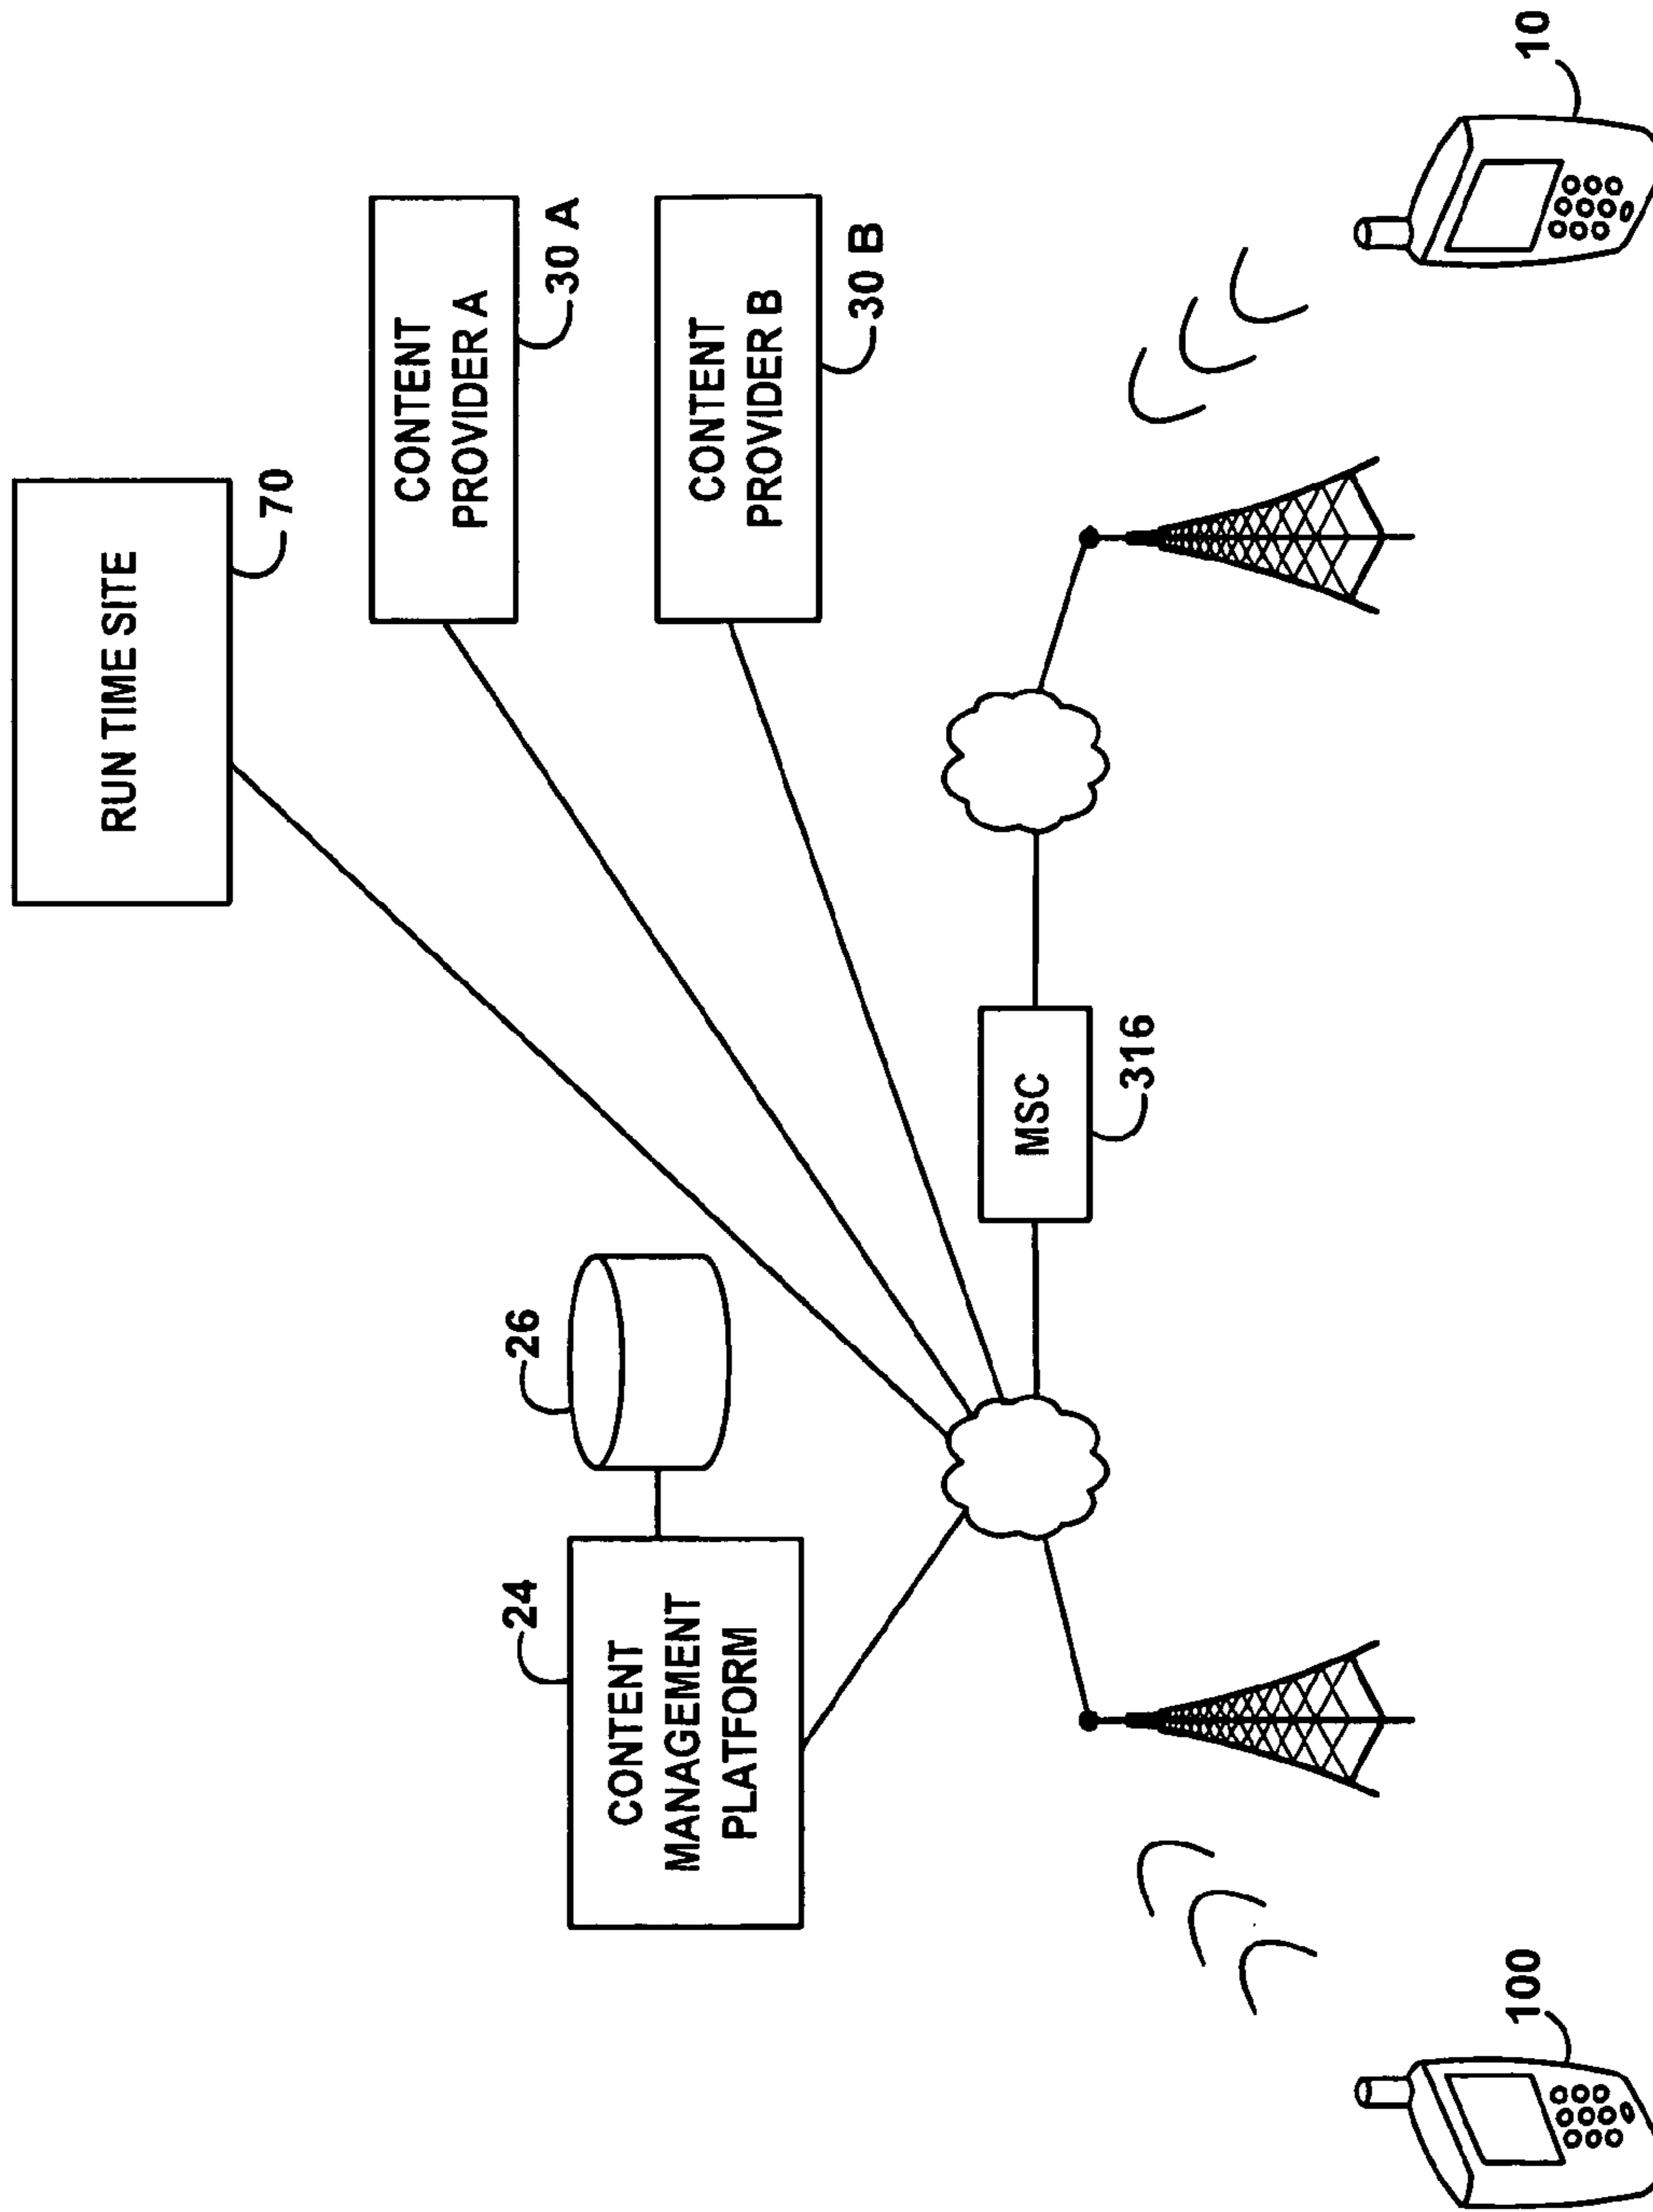 RUN TIME SITE
70
CONTENT
PROVIDER A
30 A
CONTENT
PROVIDER B
30 B
26
24
CONTENT
MANAGEMENT
PLATFORM
MSC
316
100
10